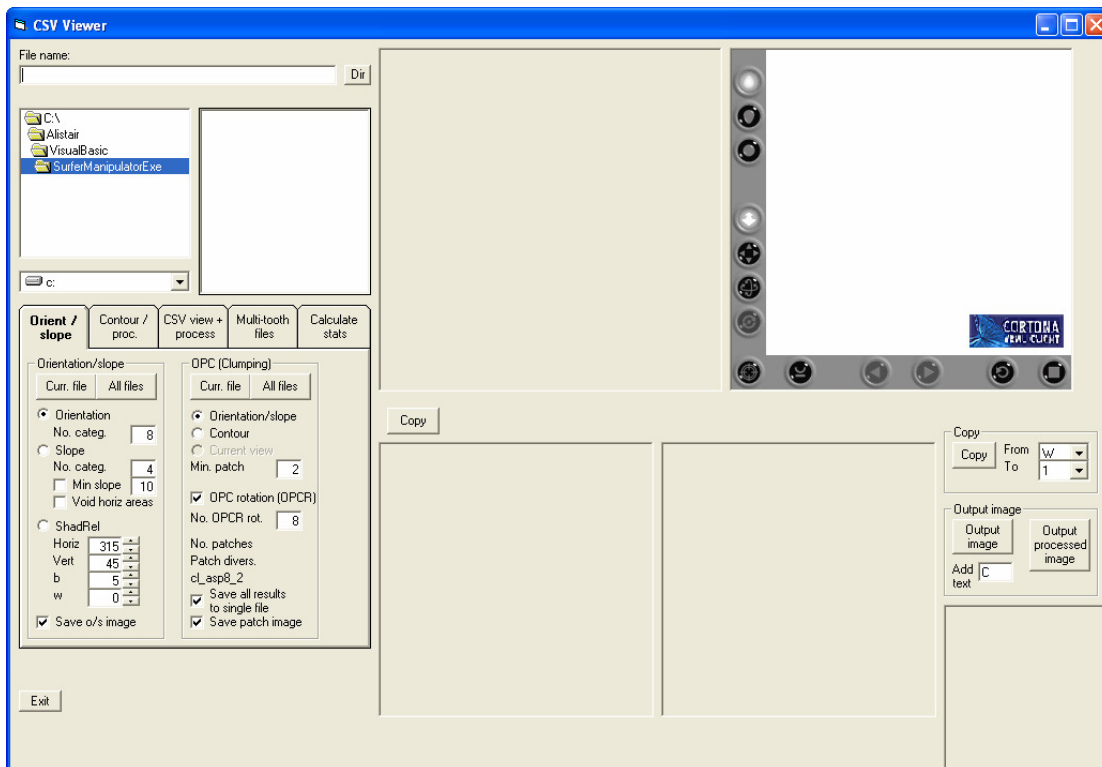 CSV Viewer
File name:
Dir
C:\
Alistair
VisualBasic
SurferManipulatorExe
c:
Orient / slope
Contour / proc.
CSV view + process
Multi-tooth files
Calculate stats
Orientation/slope
Curr. file
All files
Orientation
No. categ.
8
Slope
No. categ.
4
Min slope
10
Void horiz areas
ShadRel
Horiz
315
Vert
45
b
5
w
0
Save o/s image
OPC (Clumping)
Curr. file
All files
Orientation/slope
Contour
Current view
Min. patch
2
OPC rotation (OPCR)
No. OPCR rot.
8
No. patches
Patch divers.
cl_asp8_2
Save all results
to single file
Save patch image
Exit
CORTONA
VRML CLIENT
Copy
Copy
Copy
From
W
To
1
Output image
Output
image
Output
processed
image
Add
text
C